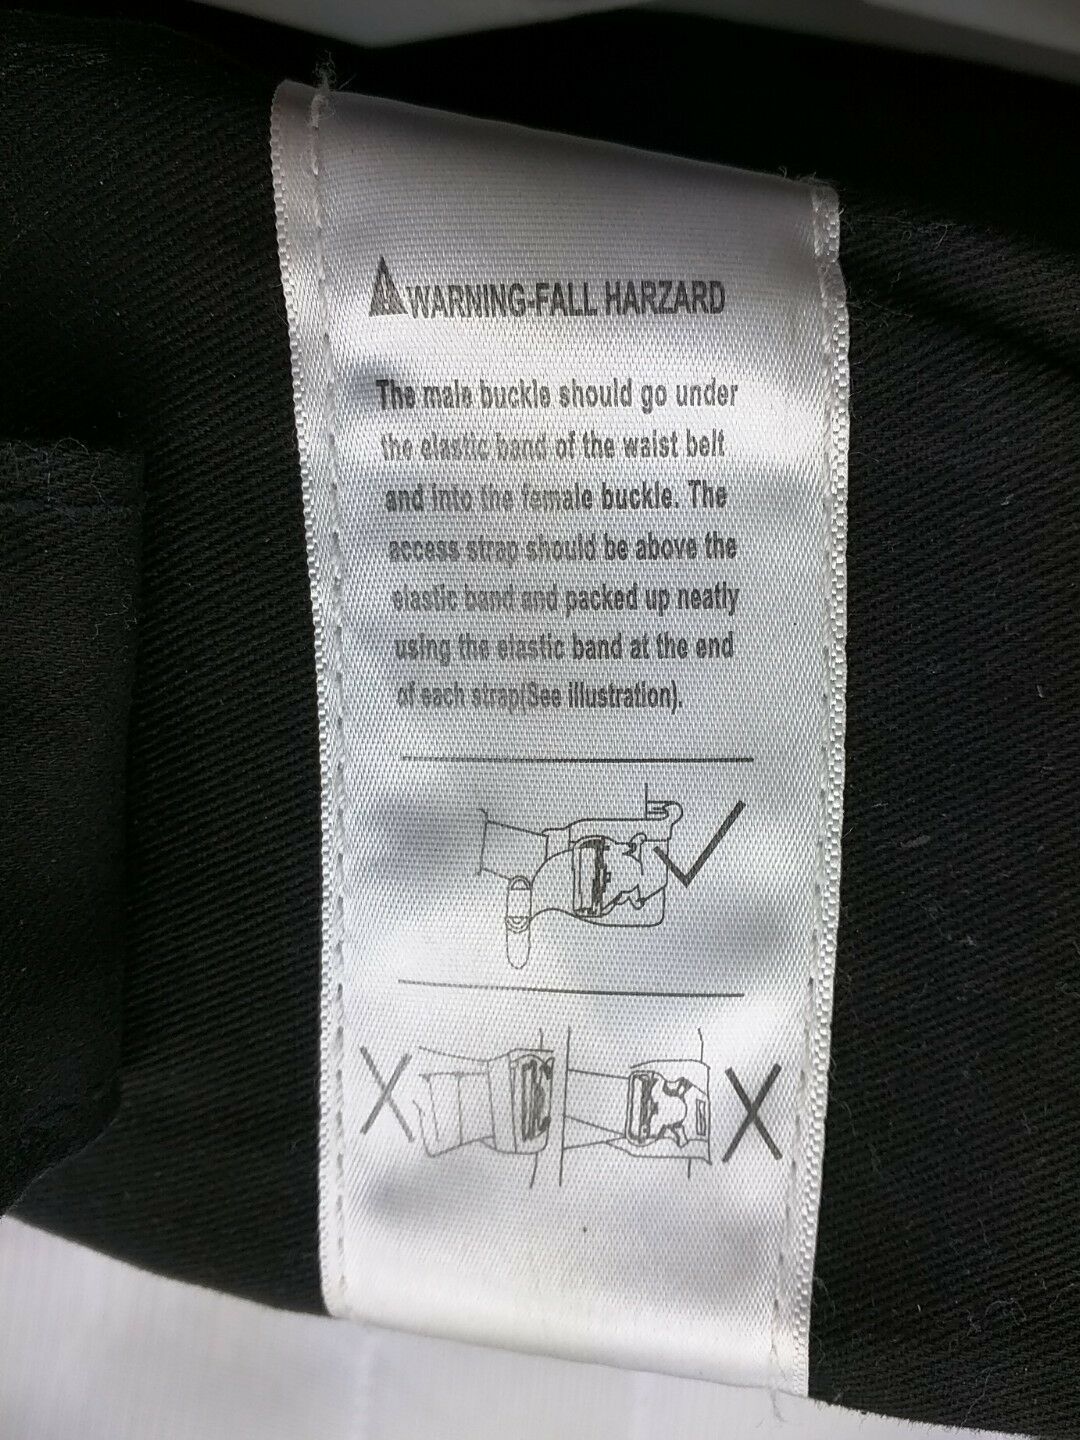 WARNING-FALL HARZARD
The male buckle should go under
the elastic band of the waist belt
and into the female buckle. The
access strap should be above the
elastic band and packed up neatly
using the elastic band at the end
of each strap(See illustration).
X
X